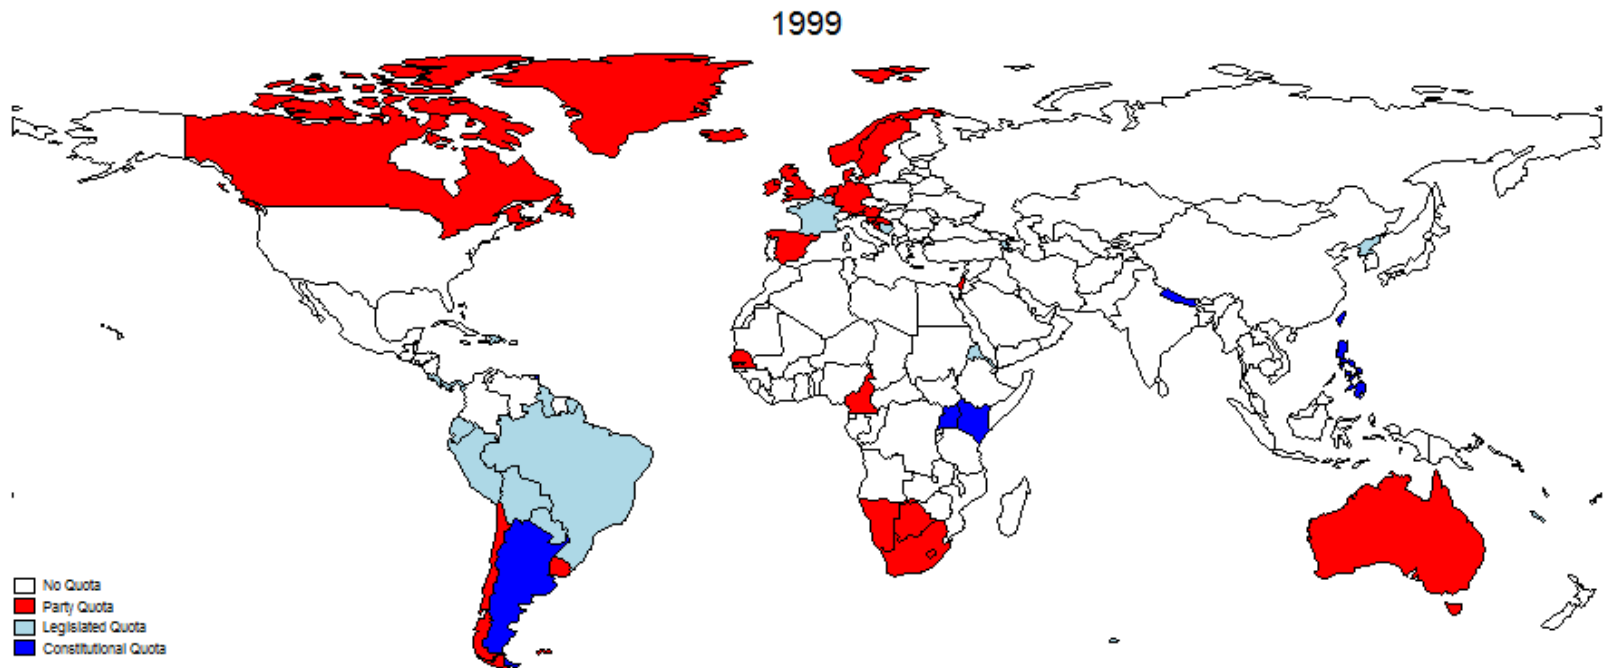 1999
No Quota
Party Quota
Legislated Quota
Constitutional Quota